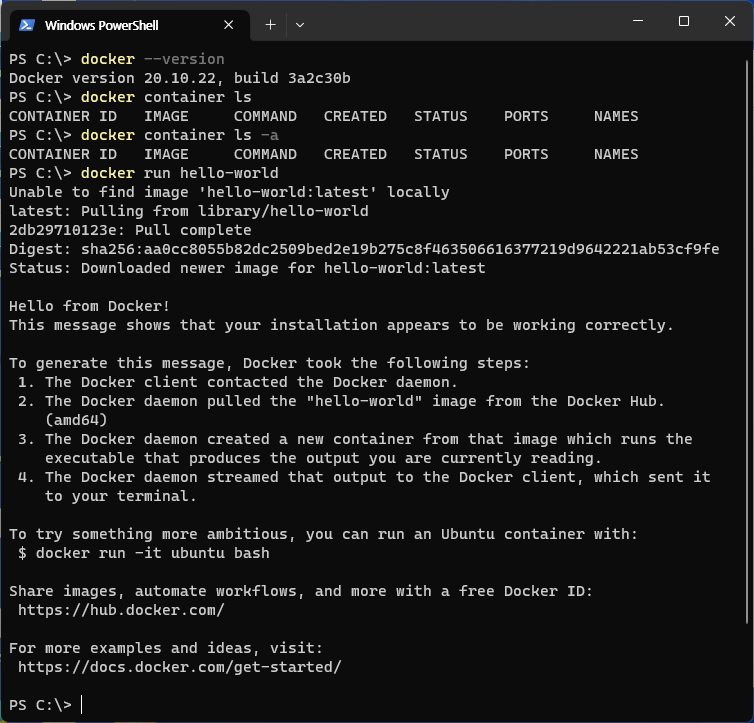 Windows PowerShell
PS C:\> docker --version
Docker version 20.10.22, build 3a2c30b
PS C:\> docker container ls
CONTAINER ID   IMAGE     COMMAND   CREATED   STATUS    PORTS     NAMES
PS C:\> docker container ls -a
CONTAINER ID   IMAGE     COMMAND   CREATED   STATUS    PORTS     NAMES
PS C:\> docker run hello-world
Unable to find image 'hello-world:latest' locally
latest: Pulling from library/hello-world
2db29710123e: Pull complete
Digest: sha256:aa0cc8055b82dc2509bed2e19b275c8f463506616377219d9642221ab53cf9fe
Status: Downloaded newer image for hello-world:latest

Hello from Docker!
This message shows that your installation appears to be working correctly.

To generate this message, Docker took the following steps:
 1. The Docker client contacted the Docker daemon.
 2. The Docker daemon pulled the "hello-world" image from the Docker Hub.
    (amd64)
 3. The Docker daemon created a new container from that image which runs the
    executable that produces the output you are currently reading.
 4. The Docker daemon streamed that output to the Docker client, which sent it
    to your terminal.

To try something more ambitious, you can run an Ubuntu container with:
 $ docker run -it ubuntu bash

Share images, automate workflows, and more with a free Docker ID:
 https://hub.docker.com/

For more examples and ideas, visit:
 https://docs.docker.com/get-started/

PS C:\>